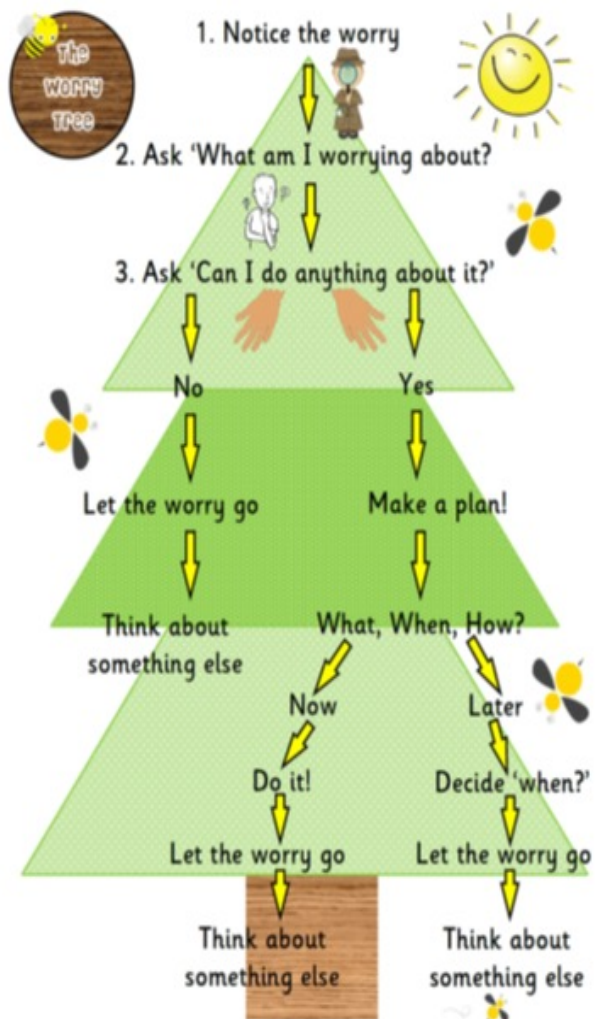 The
Worry
Tree
1. Notice the worry
2. Ask ‘What am I worrying about?
3. Ask ‘Can I do anything about it?’
No
Yes
Let the worry go
Make a plan!
Think about
something else
What, When, How?
Now
Later
Do it!
Decide ‘when?’
Let the worry go
Let the worry go
Think about
something else
Think about
something else